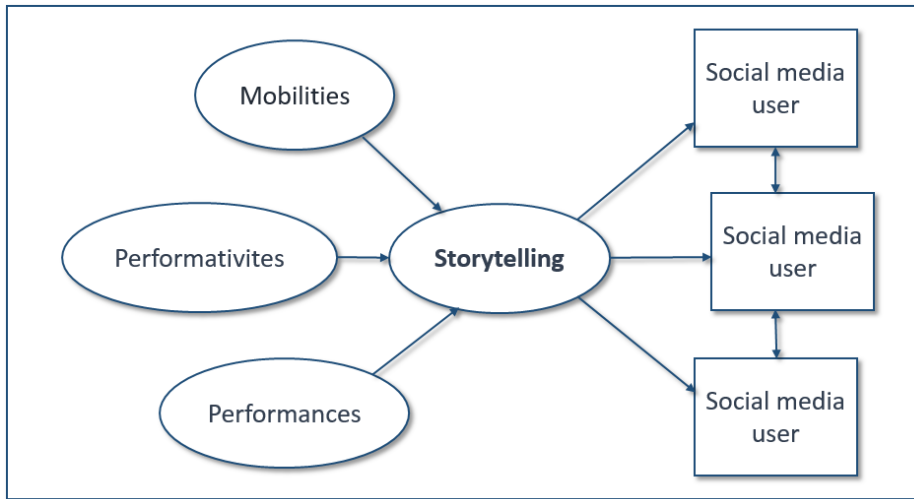 Mobilities
Performativites
Performances
Storytelling
Social media
user
Social media
user
Social media
user